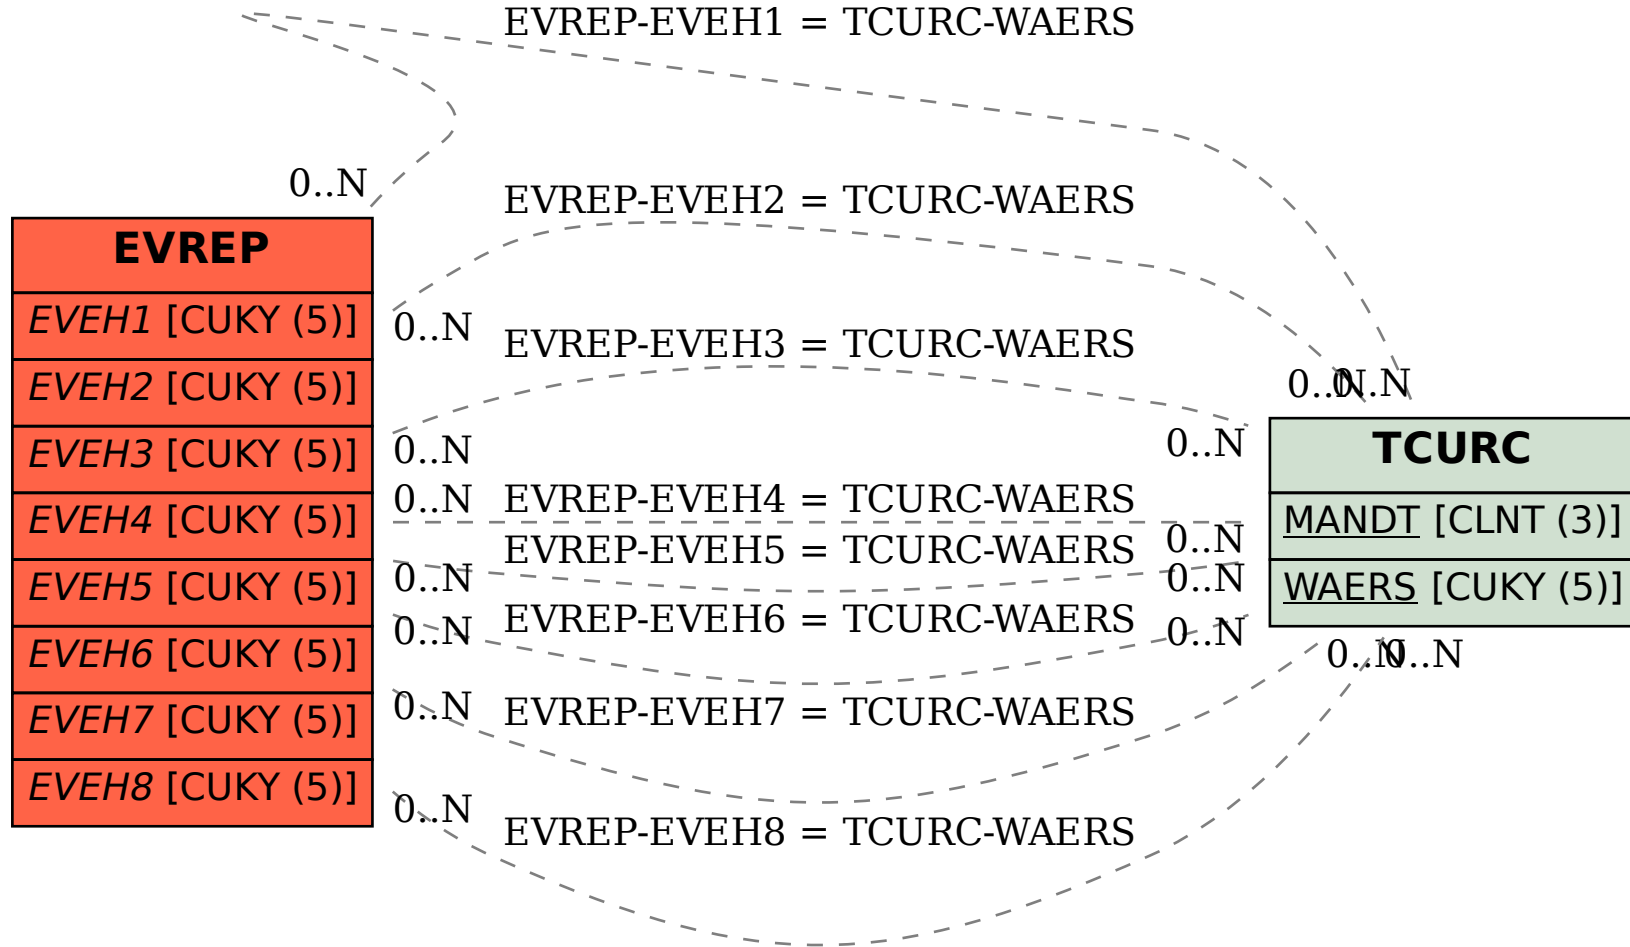 EVREP-EVEH1 = TCURC-WAERS
0..N
EVREP-EVEH2 = TCURC-WAERS
EVREP
EVEH1 [CUKY (5)]
0..N
EVREP-EVEH3 = TCURC-WAERS
EVEH2 [CUKY (5)]
0..N
0..N
EVEH3 [CUKY (5)]
0..N
0..N
TCURC
0..N
EVREP-EVEH4 = TCURC-WAERS
EVEH4 [CUKY (5)]
MANDT [CLNT (3)]
0..N
EVREP-EVEH5 = TCURC-WAERS
0..N
0..N
EVEH5 [CUKY (5)]
WAERS [CUKY (5)]
EVREP-EVEH6 = TCURC-WAERS
0..N
0..N
EVEH6 [CUKY (5)]
0..N
0..N
0..N
EVREP-EVEH7 = TCURC-WAERS
EVEH7 [CUKY (5)]
EVEH8 [CUKY (5)]
0..N
EVREP-EVEH8 = TCURC-WAERS